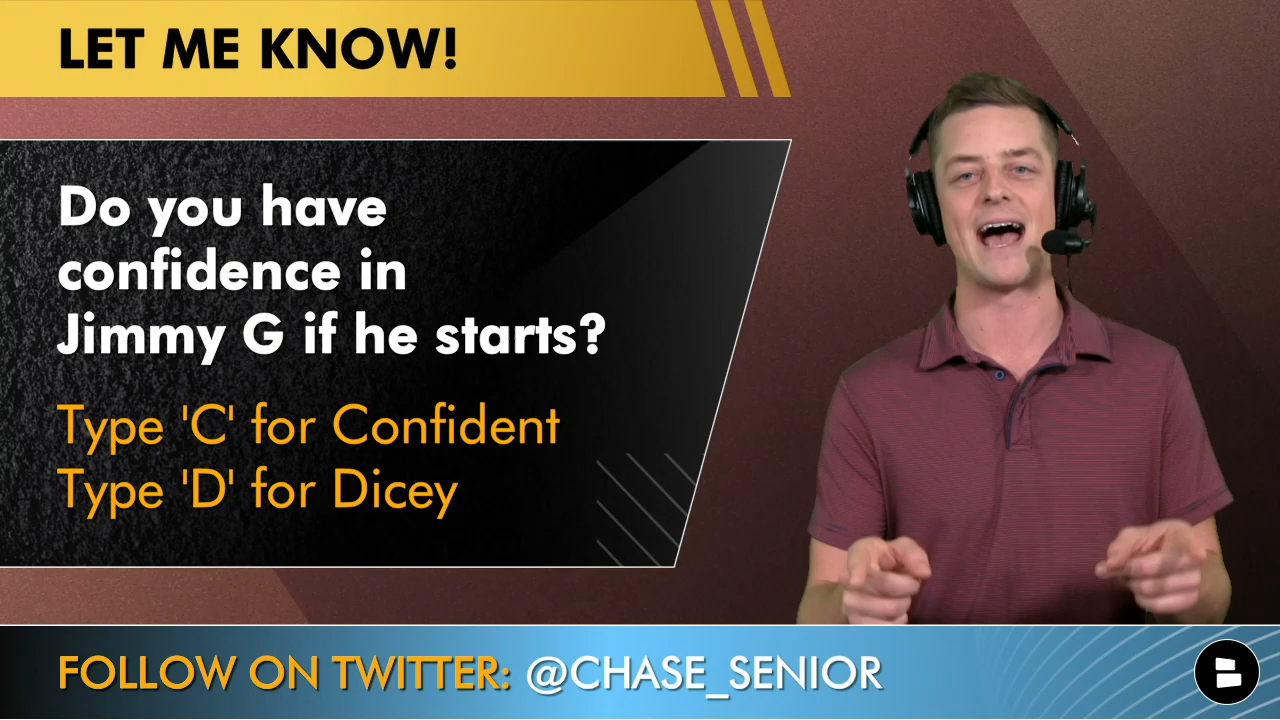 LET ME KNOW!
Do you have
confidence in
Jimmy G if he starts?
Type 'C' for Confident
Type 'D' for Dicey
FOLLOW ON TWITTER: @CHASE_SENIOR